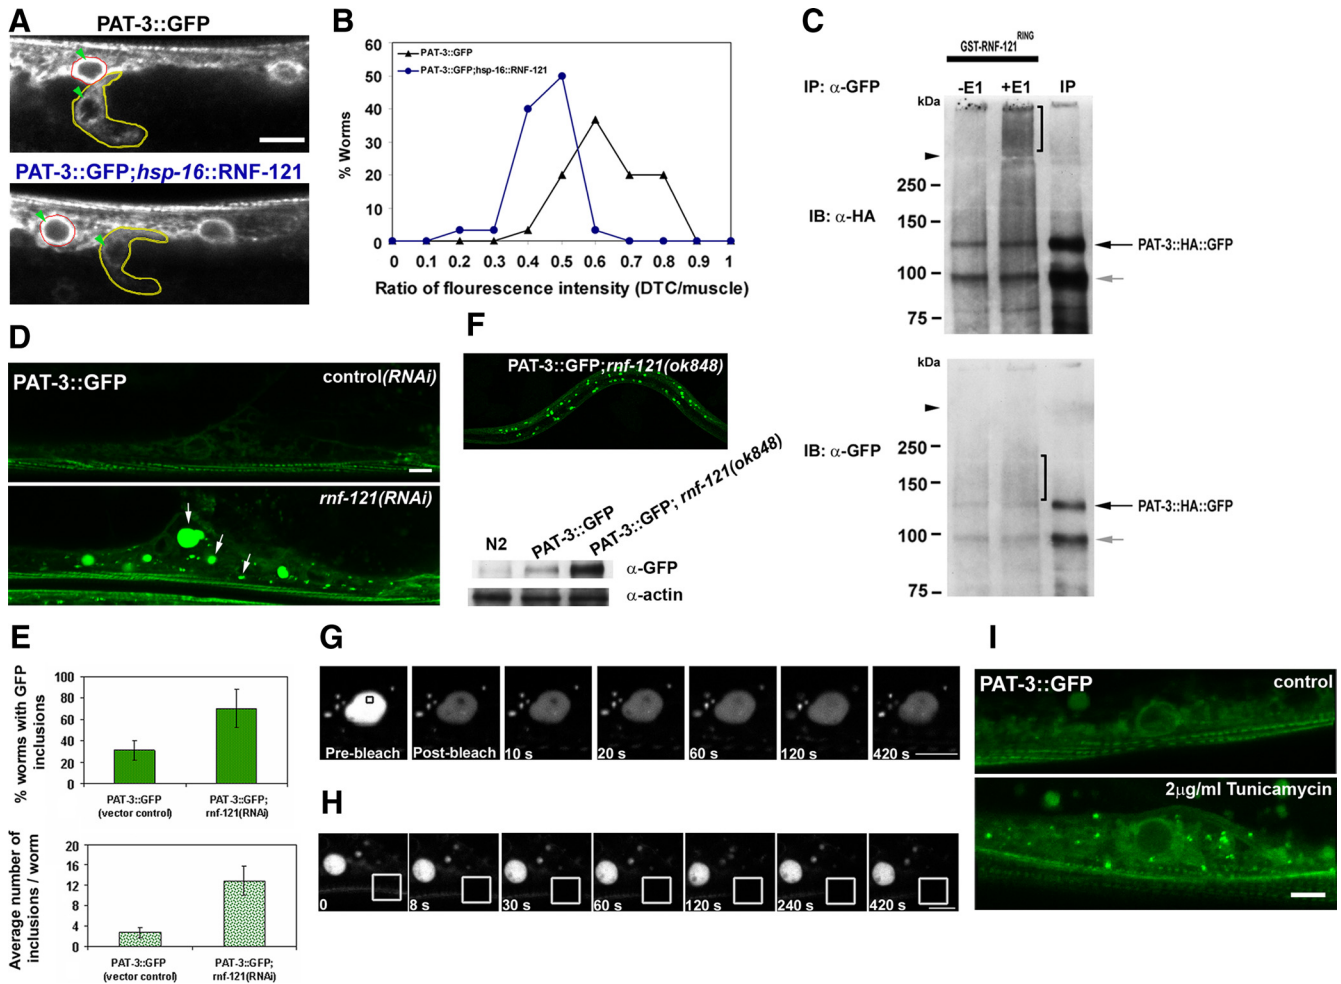 A
PAT-3::GFP
PAT-3::GFP;hsp-16::RNF-121
B
60
50
40
30
20
10
0
% Worms
PAT-3::GFP
PAT-3::GFP;hsp-16::RNF-121
0 0.1 0.2 0.3 0.4 0.5 0.6 0.7 0.8 0.9 1
Ratio of flourescence intensity (DTC/muscle)
C
GST-RNF-121 RING
IP: α-GFP
-E1 +E1 IP
kDa
250
150
100
75
IB: α-HA
PAT-3::HA::GFP
kDa
250
150
100
75
IB: α-GFP
PAT-3::HA::GFP
D
PAT-3::GFP
control(RNAi)
rnf-121(RNAi)
F
PAT-3::GFP;rnf-121(ok848)
N2
PAT-3::GFP
PAT-3::GFP; rnf-121(ok848)
α-GFP
α-actin
E
% worms with GFP
inclusions
100
80
60
40
20
0
PAT-3::GFP
(vector control)
PAT-3::GFP;
rnf-121(RNAi)
Average number of
inclusions / worm
20
16
12
8
4
0
PAT-3::GFP
(vector control)
PAT-3::GFP;
rnf-121(RNAi)
G
Pre-bleach
Post-bleach
10 s
20 s
60 s
120 s
420 s
H
0
8 s
30 s
60 s
120 s
240 s
420 s
I
PAT-3::GFP
control
2μg/ml Tunicamycin